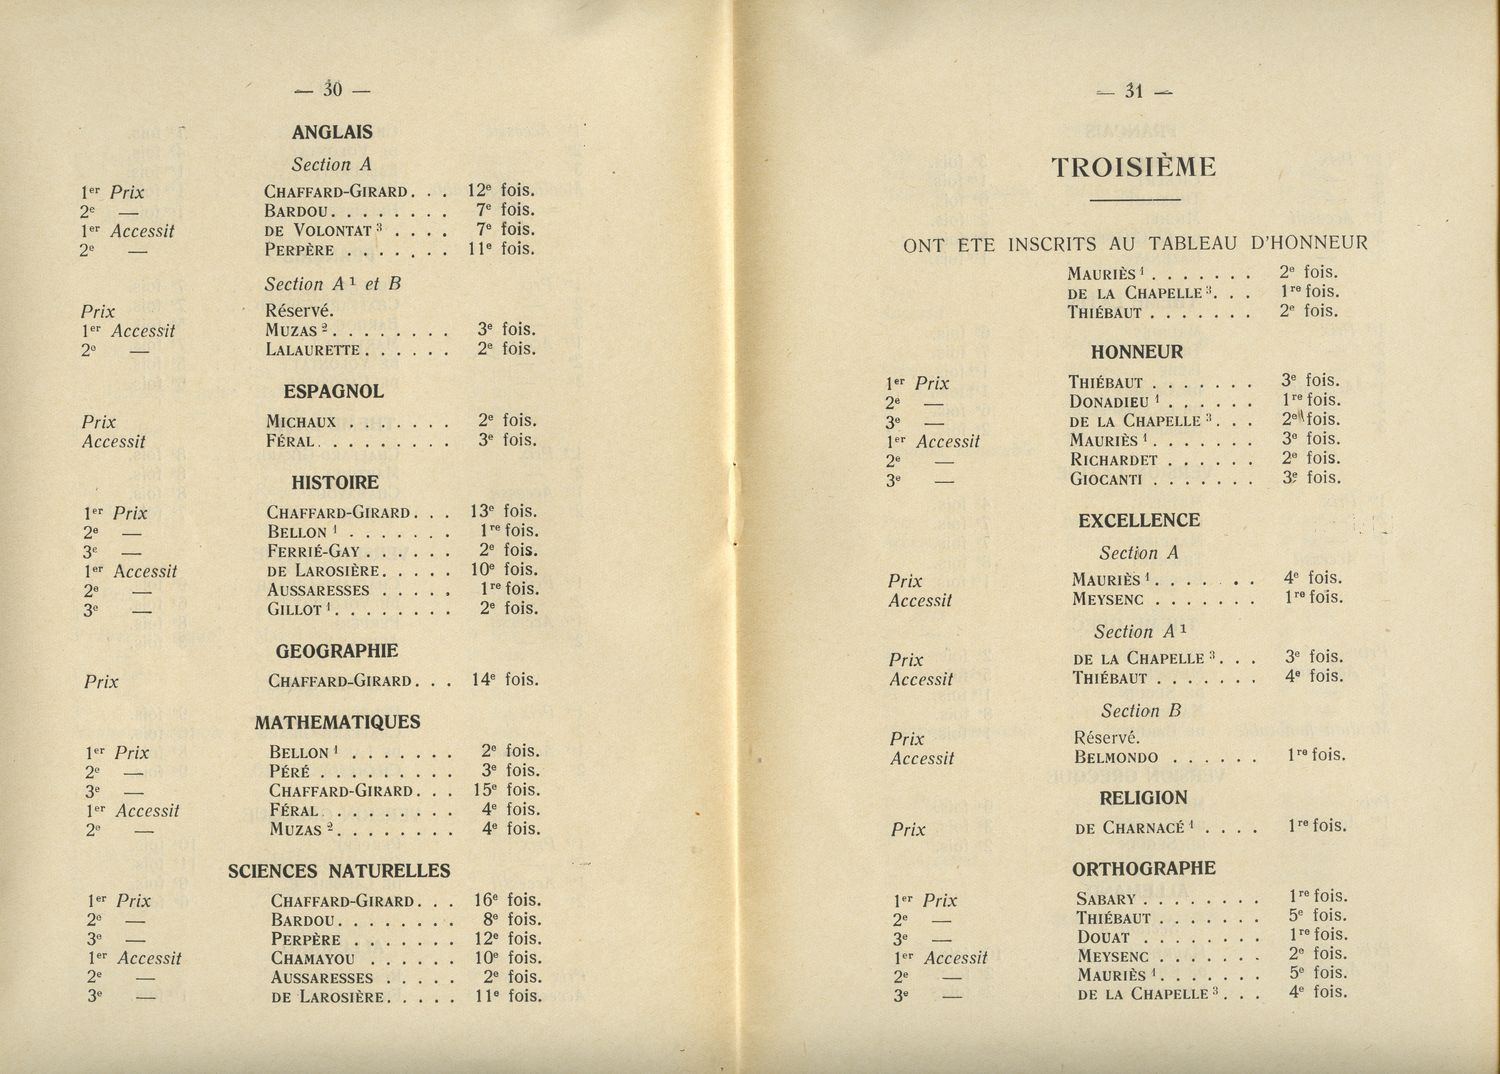 — 30 —
ANGLAIS
Section A
1er Prix CHAFFARD-GIRARD. . . 12e fois.
2e — BARDOU. . . . . . . . 7e fois.
1er Accessit DE VOLONTAT 3 . . . . 7e fois.
2e — PERPÈRE . . . . . . . 11e fois.
Section A 1 et B
Prix Réservé.
1er Accessit MUZAS 2. . . . . . . . 3e fois.
2e — LALAURETTE . . . . . . 2e fois.
ESPAGNOL
Prix MICHAUX . . . . . . . 2e fois.
Accessit FÉRAL. . . . . . . . . 3e fois.
HISTOIRE
1er Prix CHAFFARD-GIRARD. . . 13e fois.
2e — BELLON 1 . . . . . . . 1re fois.
3e — FERRIÉ-GAY . . . . . . 2e fois.
1er Accessit DE LAROSIÈRE. . . . . 10e fois.
2e — AUSSARESSES . . . . . 1re fois.
3e — GILLOT 1. . . . . . . . 2e fois.
GEOGRAPHIE
Prix CHAFFARD-GIRARD. . . 14e fois.
MATHEMATIQUES
1er Prix BELLON 1 . . . . . . . 2e fois.
2e — PÉRÉ . . . . . . . . . 3e fois.
3e — CHAFFARD-GIRARD. . . 15e fois.
1er Accessit FÉRAL. . . . . . . . . 4e fois.
2e — MUZAS 2. . . . . . . . 4e fois.
SCIENCES NATURELLES
1er Prix CHAFFARD-GIRARD. . . 16e fois.
2e — BARDOU. . . . . . . . 8e fois.
3e — PERPÈRE . . . . . . . 12e fois.
1er Accessit CHAMAYOU . . . . . . 10e fois.
2e — AUSSARESSES . . . . . 2e fois.
3e — DE LAROSIÈRE. . . . . 11e fois.
— 31 —
TROISIÈME
ONT ETE INSCRITS AU TABLEAU D'HONNEUR
MAURIÈS 1 . . . . . . . 2e fois.
DE LA CHAPELLE 3. . . 1re fois.
THIÉBAUT . . . . . . . 2e fois.
HONNEUR
1er Prix THIÉBAUT . . . . . . . 3e fois.
2e — DONADIEU 1 . . . . . . 1re fois.
3e — DE LA CHAPELLE 3. . . 2e fois.
1er Accessit MAURIÈS 1. . . . . . . 3e fois.
2e — RICHARDET . . . . . . 2e fois.
3e — GIOCANTI . . . . . . . 3e fois.
EXCELLENCE
Section A
Prix MAURIÈS 1. . . . . . . 4e fois.
Accessit MEYSENC . . . . . . . 1re fois.
Section A 1
Prix DE LA CHAPELLE 3. . . 3e fois.
Accessit THIÉBAUT . . . . . . . 4e fois.
Section B
Prix Réservé.
Accessit BELMONDO . . . . . . 1re fois.
RELIGION
Prix DE CHARNACÉ 1 . . . . 1re fois.
ORTHOGRAPHE
1er Prix SABARY . . . . . . . . 1re fois.
2e — THIÉBAUT . . . . . . . 5e fois.
3e — DOUAT . . . . . . . . 1re fois.
1er Accessit MEYSENC . . . . . . . 2e fois.
2e — MAURIÈS 1. . . . . . . 5e fois.
3e — DE LA CHAPELLE 3. . . 4e fois.